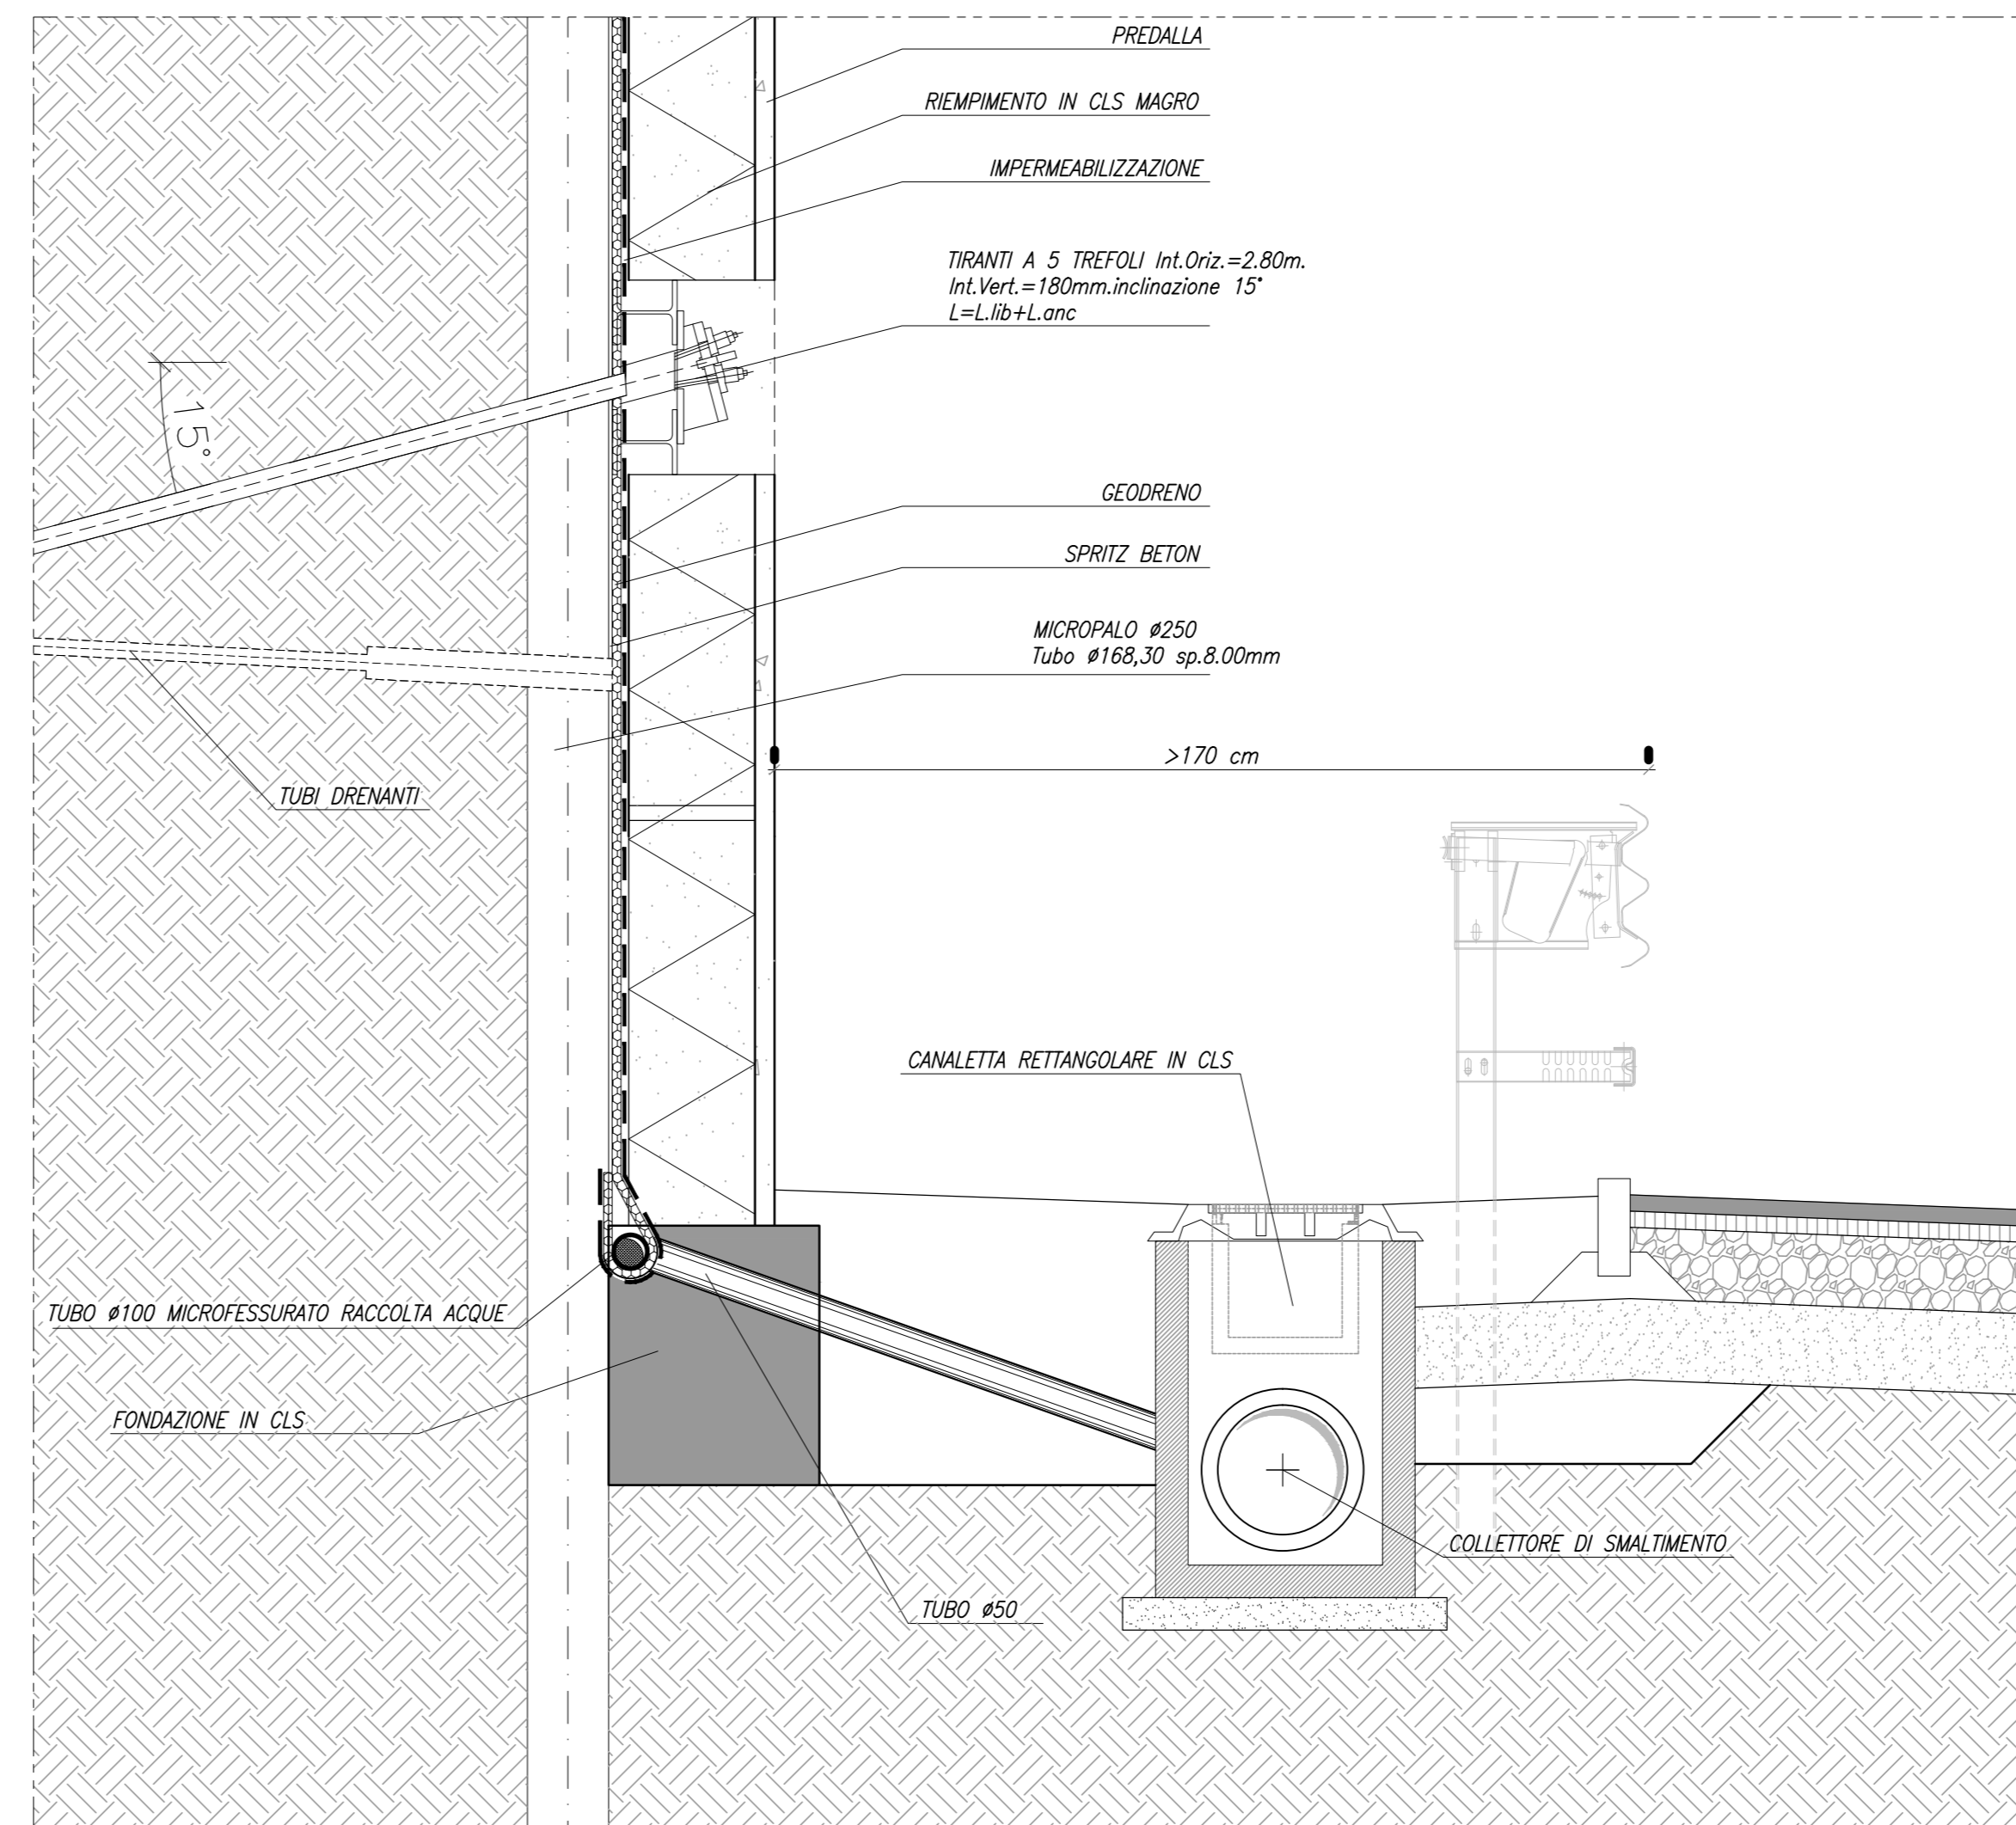 PREDALLA
RIEMPIMENTO IN CLS MAGRO
IMPERMEABILIZZAZIONE
TIRANTI A 5 TREFOLI Int.Oriz.=2.80m.
Int.Vert.=180mm.inclinazione 15°
L=L.lib+L.anc
15°
GEODRENO
SPRITZ BETON
MICROPALO ø250
Tubo ø168,30 sp.8.00mm
>170 cm
TUBI DRENANTI
CANALETTA RETTANGOLARE IN CLS
TUBO ø100 MICROFESSURATO RACCOLTA ACQUE
FONDAZIONE IN CLS
COLLETTORE DI SMALTIMENTO
TUBO ø50